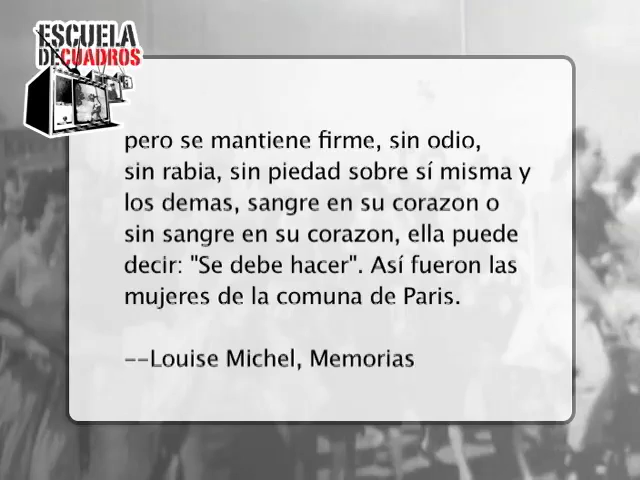 ESCUELA
DECUADROS
pero se mantiene firme, sin odio,
sin rabia, sin piedad sobre sí misma y
los demas, sangre en su corazon o
sin sangre en su corazon, ella puede
decir: "Se debe hacer". Así fueron las
mujeres de la comuna de Paris.
--Louise Michel, Memorias